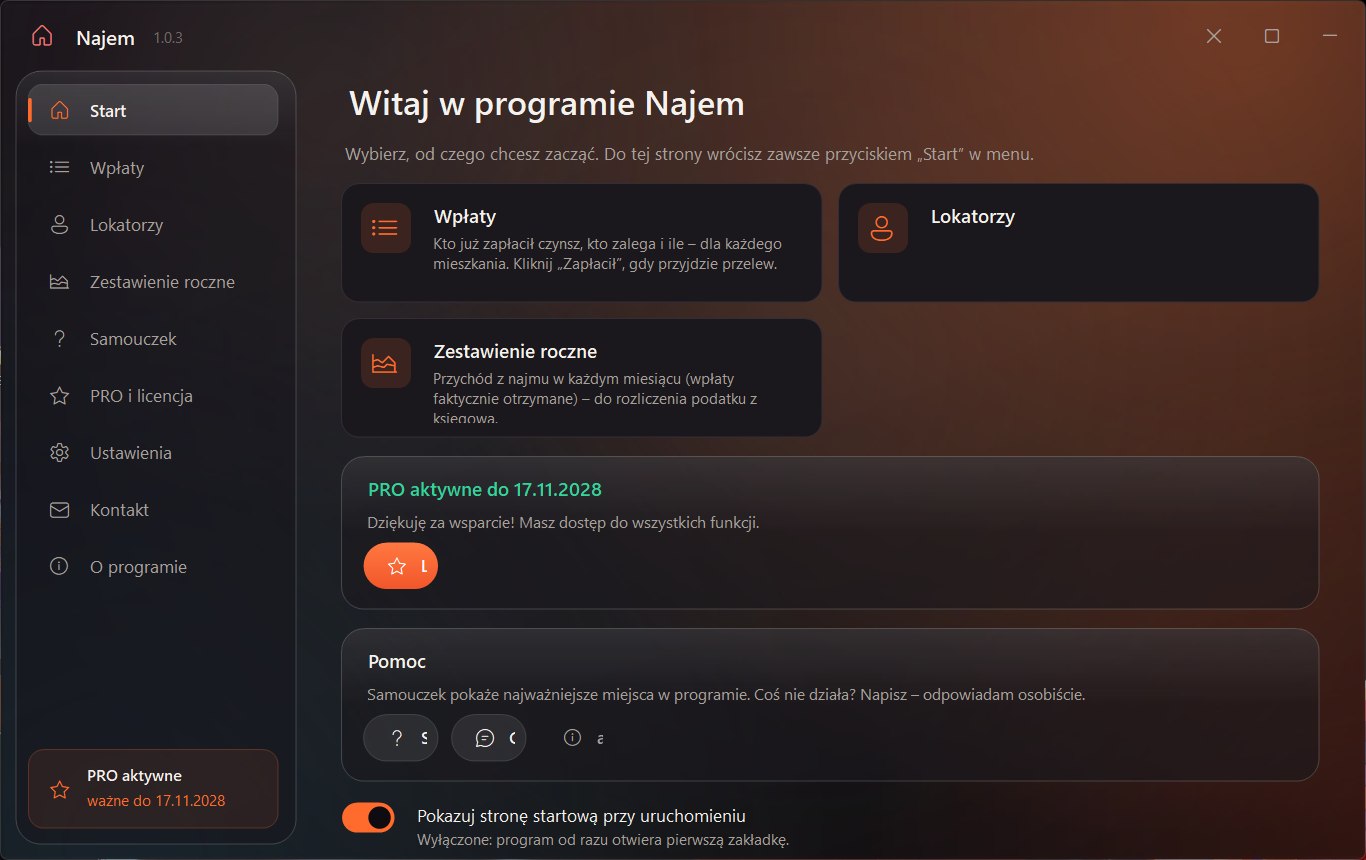 Najem 1.0.3
Start
Wpłaty
Lokatorzy
Zestawienie roczne
Samouczek
PRO i licencja
Ustawienia
Kontakt
O programie
PRO aktywne
ważne do 17.11.2028
Witaj w programie Najem
Wybierz, od czego chcesz zacząć. Do tej strony wrócisz zawsze przyciskiem „Start” w menu.
Wpłaty
Kto już zapłacił czynsz, kto zalega i ile – dla każdego
mieszkania. Kliknij „Zapłacił”, gdy przyjdzie przelew.
Lokatorzy
Zestawienie roczne
Przychód z najmu w każdym miesiącu (wpłaty
faktycznie otrzymane) – do rozliczenia podatku z
księgową.
PRO aktywne do 17.11.2028
Dziękuję za wsparcie! Masz dostęp do wszystkich funkcji.
Pomoc
Samouczek pokaże najważniejsze miejsca w programie. Coś nie działa? Napisz – odpowiadam osobiście.
Pokazuj stronę startową przy uruchomieniu
Wyłączone: program od razu otwiera pierwszą zakładkę.